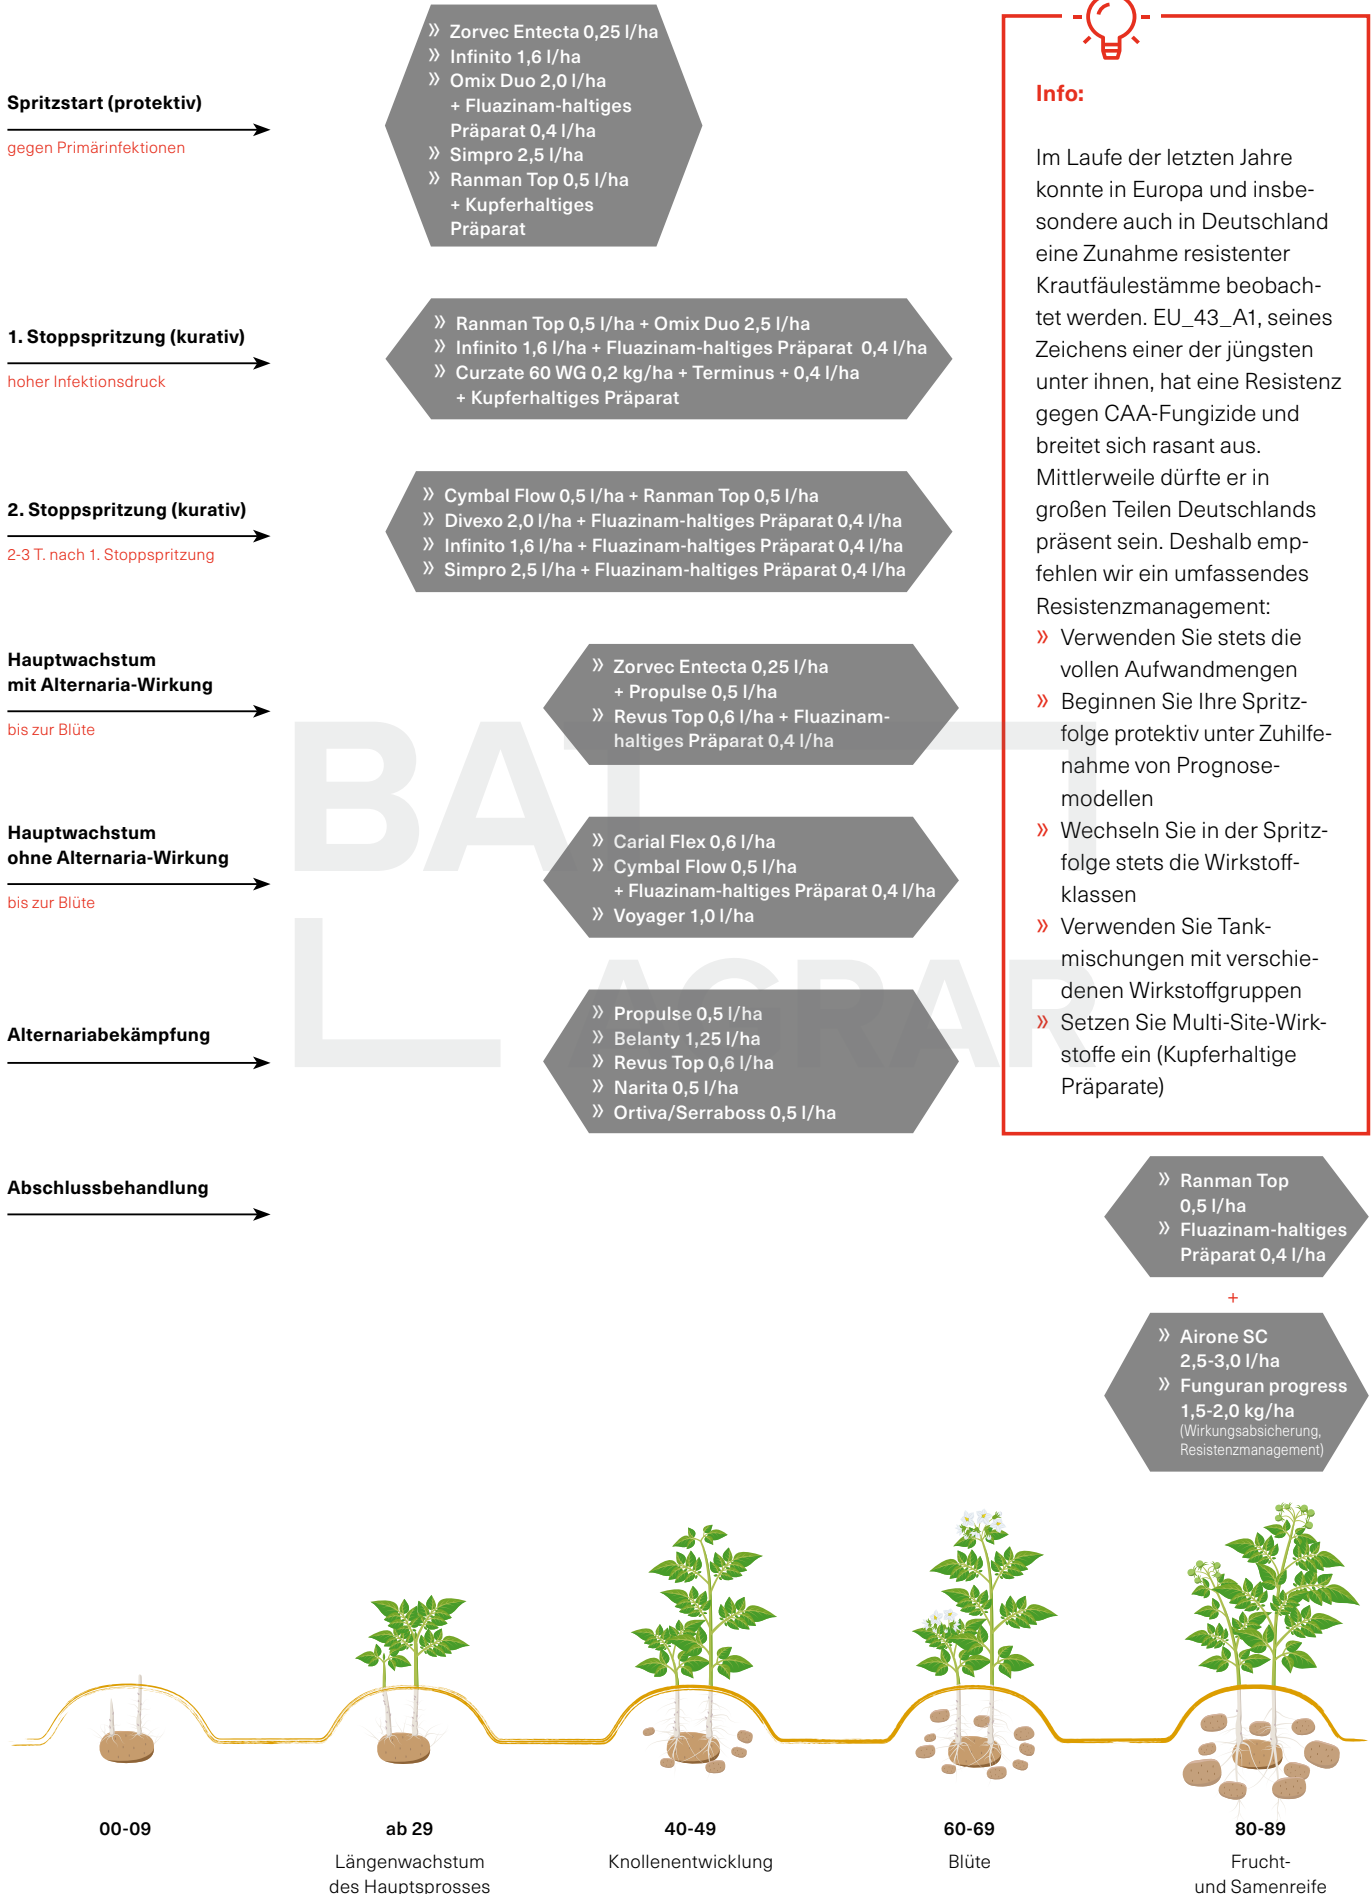 Spritzstart (protektiv)
gegen Primärinfektionen
» Zorvec Entecta 0,25 l/ha
» Infinito 1,6 l/ha
» Omix Duo 2,0 l/ha
+ Fluazinam-haltiges
Präparat 0,4 l/ha
» Simpro 2,5 l/ha
» Ranman Top 0,5 l/ha
+ Kupferhaltiges
Präparat
1. Stoppspritzung (kurativ)
hoher Infektionsdruck
» Ranman Top 0,5 l/ha + Omix Duo 2,5 l/ha
» Infinito 1,6 l/ha + Fluazinam-haltiges Präparat 0,4 l/ha
» Curzate 60 WG 0,2 kg/ha + Terminus + 0,4 l/ha
+ Kupferhaltiges Präparat
2. Stoppspritzung (kurativ)
2-3 T. nach 1. Stoppspritzung
» Cymbal Flow 0,5 l/ha + Ranman Top 0,5 l/ha
» Divexo 2,0 l/ha + Fluazinam-haltiges Präparat 0,4 l/ha
» Infinito 1,6 l/ha + Fluazinam-haltiges Präparat 0,4 l/ha
» Simpro 2,5 l/ha + Fluazinam-haltiges Präparat 0,4 l/ha
Hauptwachstum
mit Alternaria-Wirkung
bis zur Blüte
» Zorvec Entecta 0,25 l/ha
+ Propulse 0,5 l/ha
» Revus Top 0,6 l/ha + Fluazinam-
haltiges Präparat 0,4 l/ha
Hauptwachstum
ohne Alternaria-Wirkung
bis zur Blüte
» Carial Flex 0,6 l/ha
» Cymbal Flow 0,5 l/ha
+ Fluazinam-haltiges Präparat 0,4 l/ha
» Voyager 1,0 l/ha
Alternariabekämpfung
» Propulse 0,5 l/ha
» Belanty 1,25 l/ha
» Revus Top 0,6 l/ha
» Narita 0,5 l/ha
» Ortiva/Serraboss 0,5 l/ha
BAT
AGRAR
Info:
Im Laufe der letzten Jahre
konnte in Europa und insbe-
sondere auch in Deutschland
eine Zunahme resistenter
Krautfäulestämme beobach-
tet werden. EU_43_A1, seines
Zeichens einer der jüngsten
unter ihnen, hat eine Resistenz
gegen CAA-Fungizide und
breitet sich rasant aus.
Mittlerweile dürfte er in
großen Teilen Deutschlands
präsent sein. Deshalb emp-
fehlen wir ein umfassendes
Resistenzmanagement:
» Verwenden Sie stets die
vollen Aufwandmengen
» Beginnen Sie Ihre Spritz-
folge protektiv unter Zuhilfe-
nahme von Prognose-
modellen
» Wechseln Sie in der Spritz-
folge stets die Wirkstoff-
klassen
» Verwenden Sie Tank-
mischungen mit verschie-
denen Wirkstoffgruppen
» Setzen Sie Multi-Site-Wirk-
stoffe ein (Kupferhaltige
Präparate)
Abschlussbehandlung
» Ranman Top
0,5 l/ha
» Fluazinam-haltiges
Präparat 0,4 l/ha
+
» Airone SC
2,5-3,0 l/ha
» Funguran progress
1,5-2,0 kg/ha
(Wirkungsabsicherung,
Resistenzmanagement)
00-09
ab 29
Längenwachstum
des Hauptsprosses
40-49
Knollenentwicklung
60-69
Blüte
80-89
Frucht-
und Samenreife